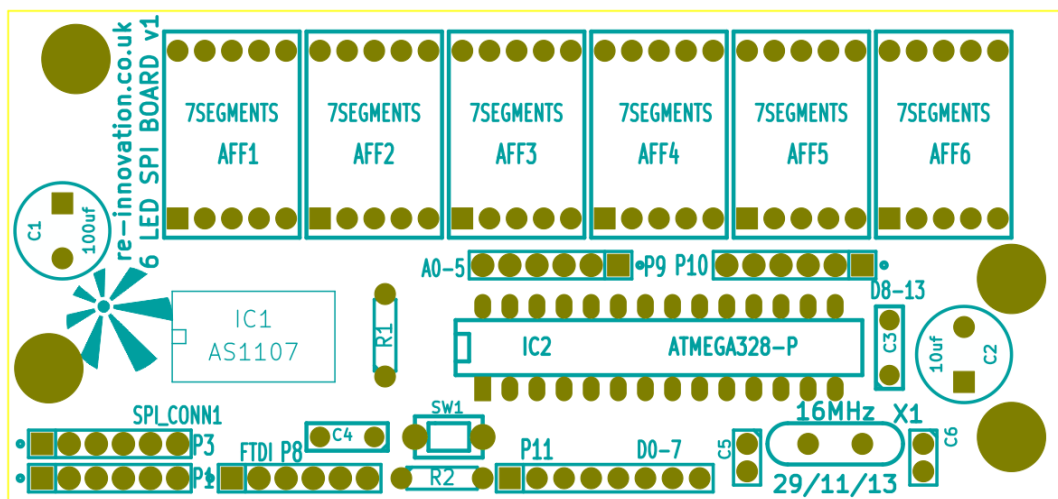 re-innovation.co.uk
6 LED SPI BOARD v1
7SEGMENTS
AFF1
7SEGMENTS
AFF2
7SEGMENTS
AFF3
7SEGMENTS
AFF4
7SEGMENTS
AFF5
7SEGMENTS
AFF6
C1
100uf
A0-5
P9
P10
D8-13
IC1
AS1107
R1
IC2
ATMEGA328-P
C3
10uf
C2
SPI_CONN1
P3
P1
FTDI P8
C4
SW1
R2
P11
D0-7
C5
16MHz X1
C6
29/11/13